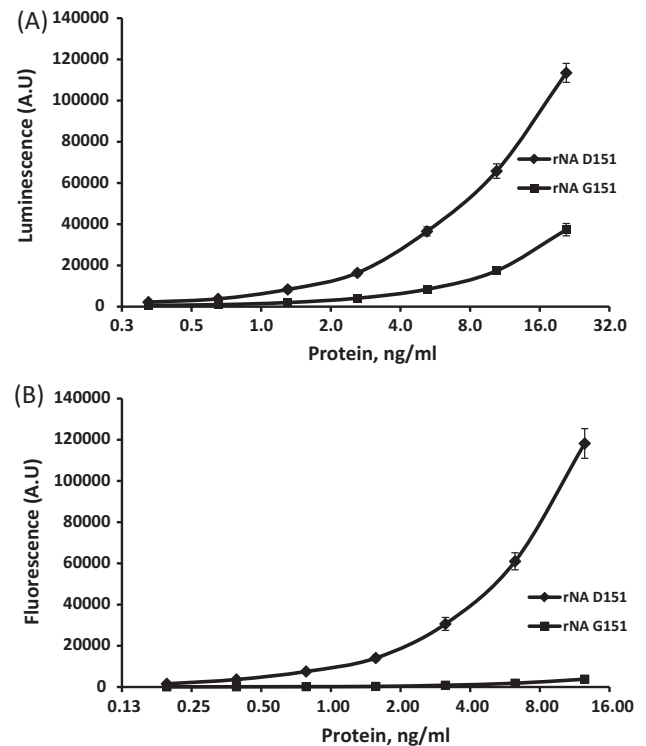 (A)
140000
120000
100000
80000
60000
40000
20000
0
Luminescence (A.U)
rNA D151
rNA G151
0.3 0.5 1.0 2.0 4.0 8.0 16.0 32.0
Protein, ng/ml
(B)
140000
120000
100000
80000
60000
40000
20000
0
Fluorescence (A.U)
rNA D151
rNA G151
0.13 0.25 0.50 1.00 2.00 4.00 8.00 16.00
Protein, ng/ml